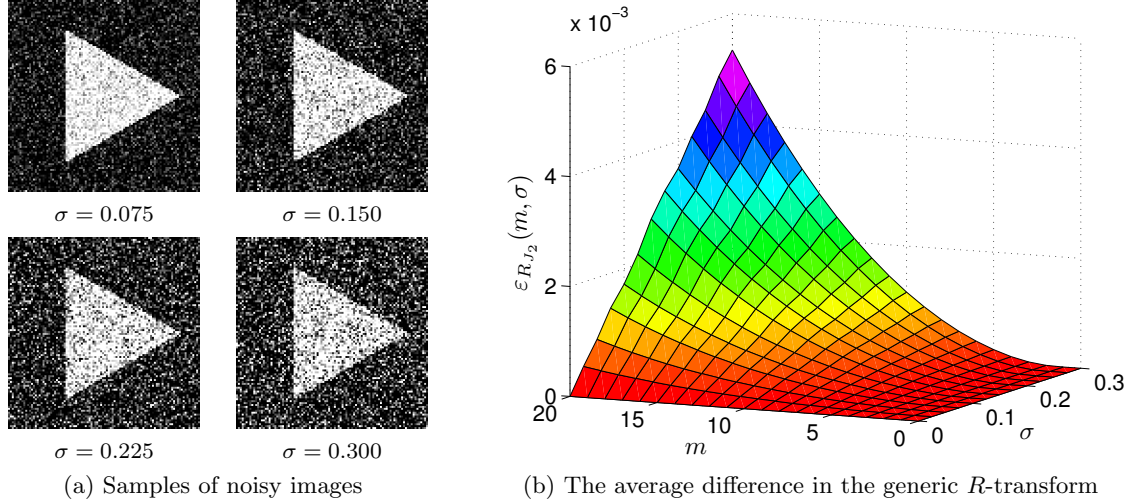 σ = 0.075
σ = 0.150
σ = 0.225
σ = 0.300
(a) Samples of noisy images
x 10⁻³
6
4
2
0
ε_{R_{J_2}}(m, σ)
20
15
10
5
0
m
0
0.1
0.2
0.3
σ
(b) The average difference in the generic R-transform